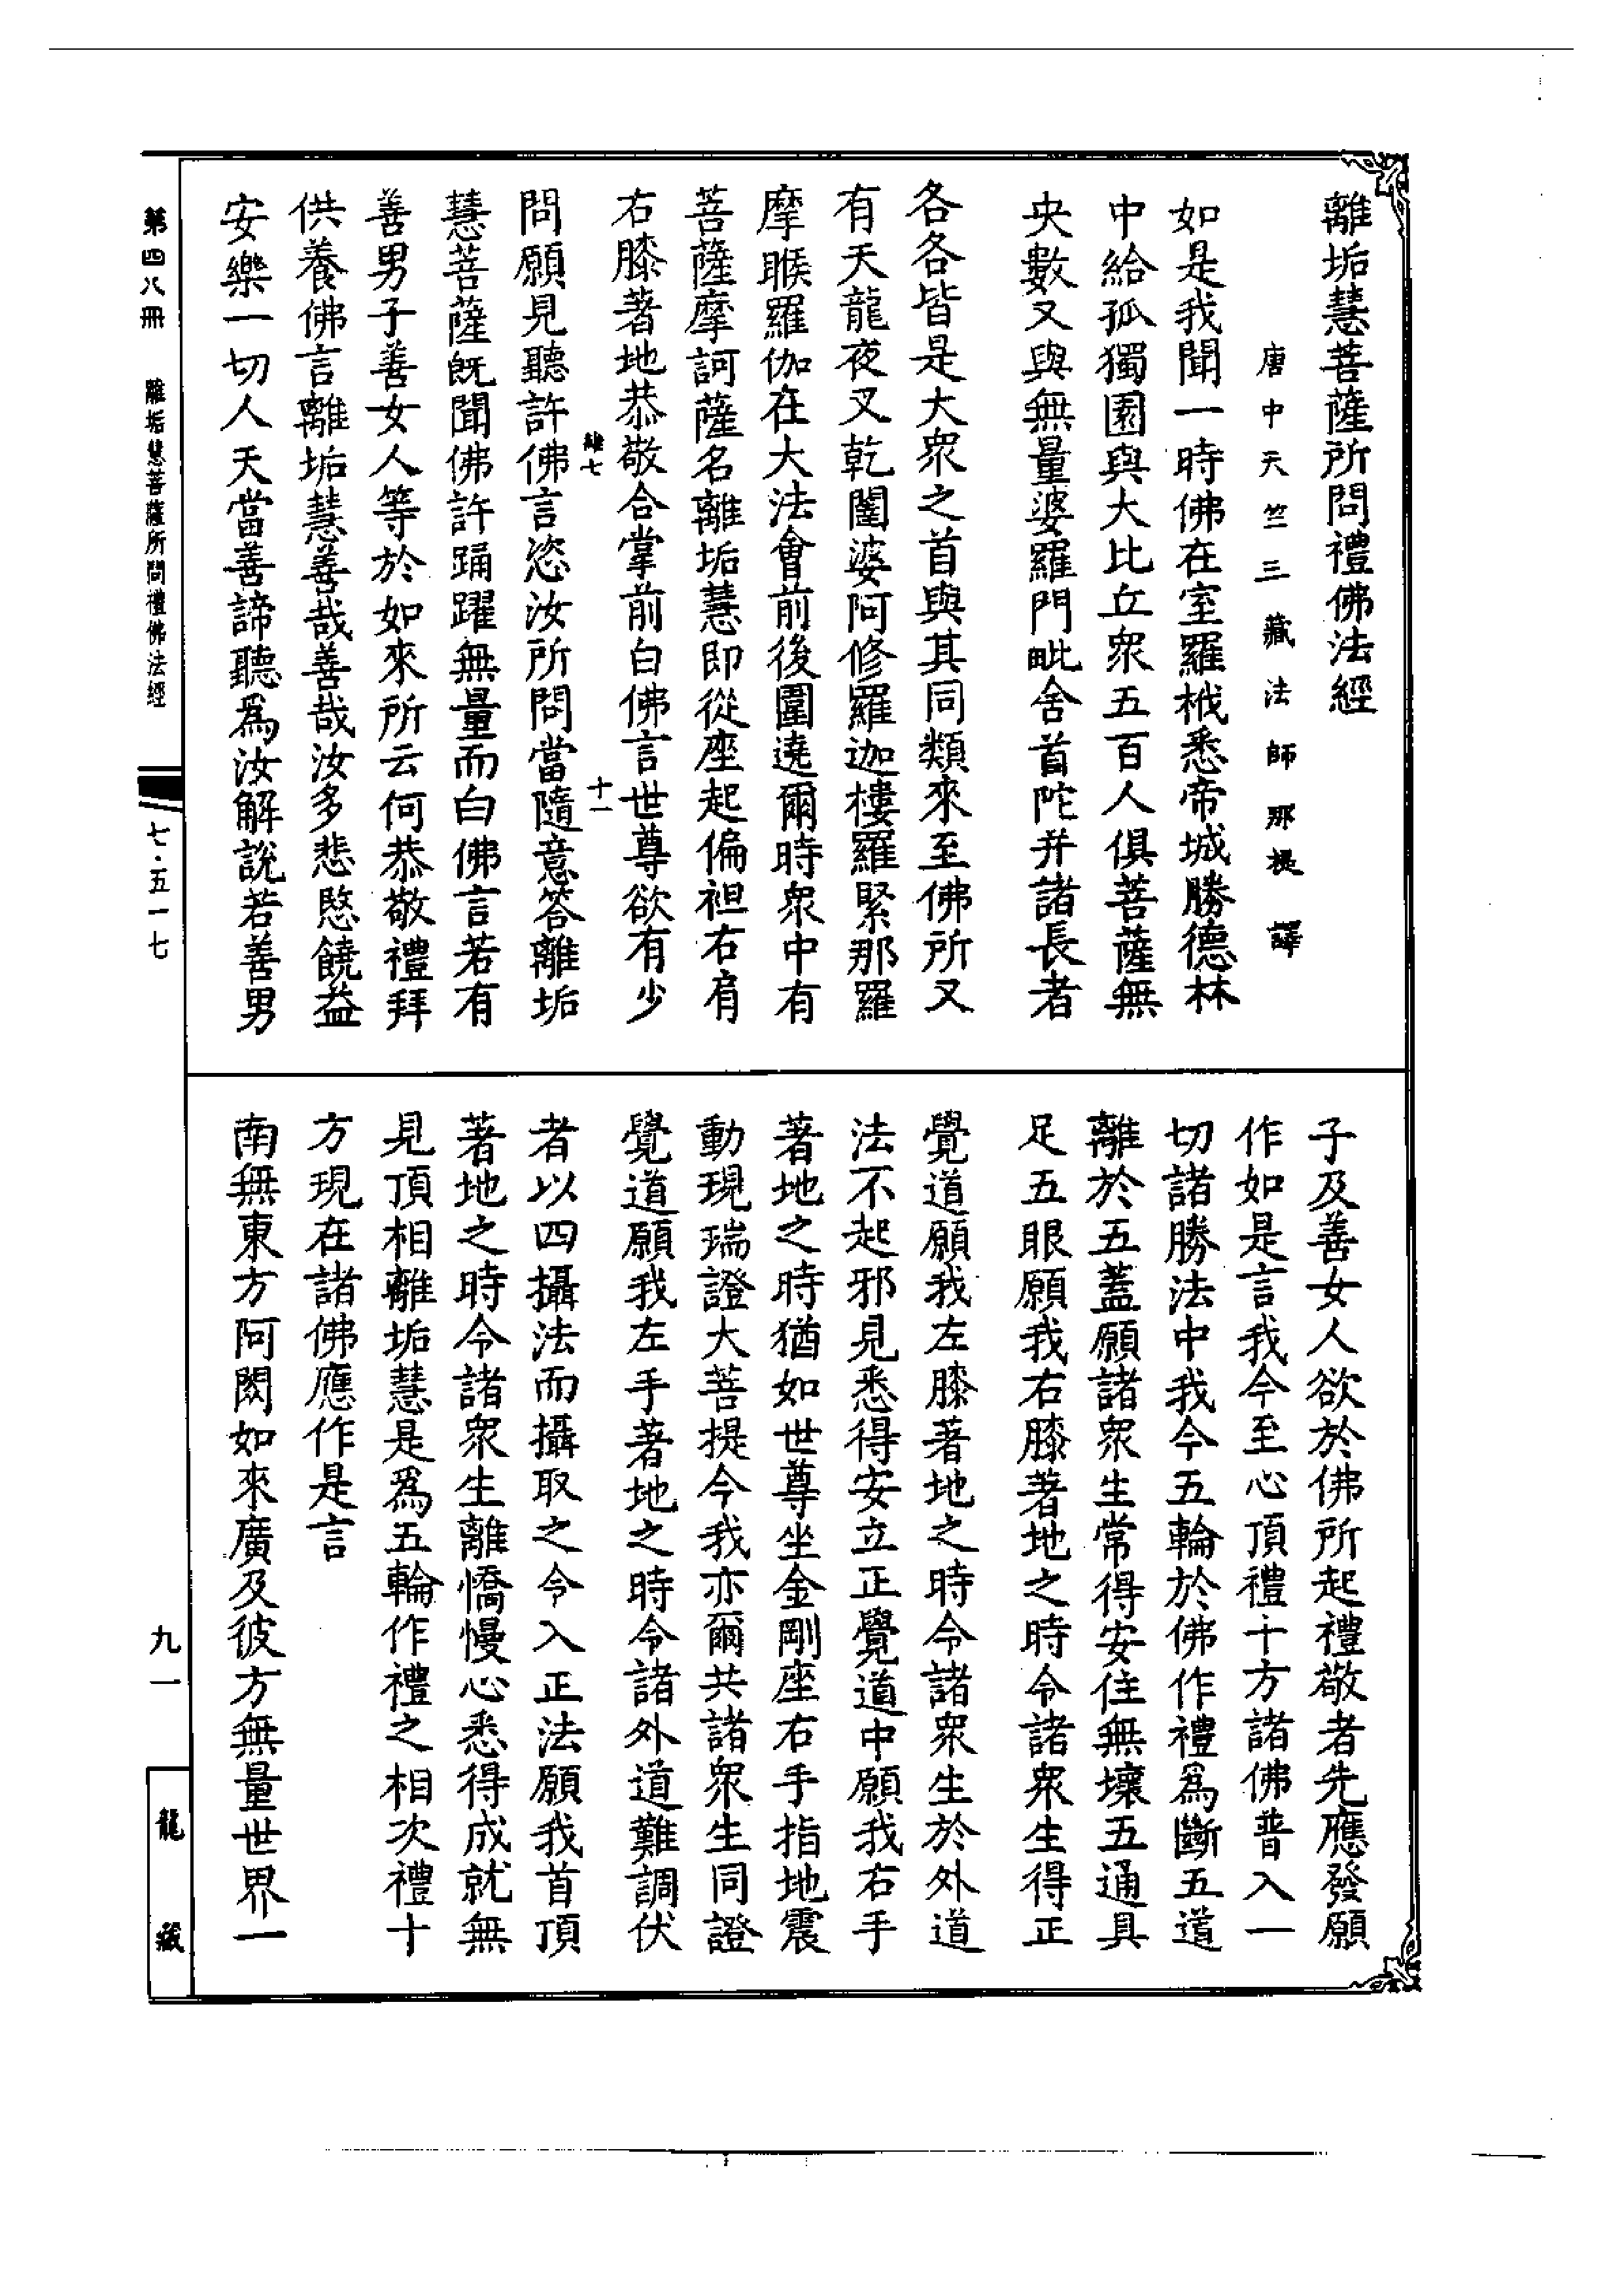 離垢慧菩薩所問禮佛法經
唐中天竺三藏法師那提 譯
如是我聞一時佛在室羅栰悉帝城勝德林
中給孤獨園與大比丘衆五百人俱菩薩無
央數又與無量婆羅門毗舍首陀并諸長者
各各皆是大衆之首與其同類來至佛所又
有天龍夜叉乾闥婆阿修羅迦樓羅緊那羅
摩睺羅伽在大法會前後圍遶爾時衆中有
菩薩摩訶薩名離垢慧即從座起偏袒右肩
右膝著地恭敬合掌前白佛言世尊欲有少
十一
問願見聽許佛言恣汝所問當隨意答離垢
慧菩薩旣聞佛許踊躍無量而白佛言若有
善男子善女人等於如來所云何恭敬禮拜
供養佛言離垢慧善哉善哉汝多悲愍饒益
安樂一切人天當善諦聽爲汝解說若善男
子及善女人欲於佛所起禮敬者先應發願
作如是言我今至心頂禮十方諸佛普入一
切諸勝法中我今五輪於佛作禮爲斷五道
離於五蓋願諸衆生常得安住無壞五通具
足五眼願我右膝著地之時令諸衆生得正
覺道願我左膝著地之時令諸衆生於外道
法不起邪見悉得安立正覺道中願我右手
著地之時猶如世尊坐金剛座右手指地震
動現瑞證大菩提今我亦爾共諸衆生同證
覺道願我左手著地之時令諸外道難調伏
者以四攝法而攝取之令入正法願我首頂
著地之時令諸衆生離憍慢心悉得成就無
見頂相離垢慧是爲五輪作禮之相次禮十
方現在諸佛應作是言
南無東方阿閦如來廣及彼方無量世界一
第四八冊 離垢慧菩薩所問禮佛法經
七·五一七
九一
龍藏